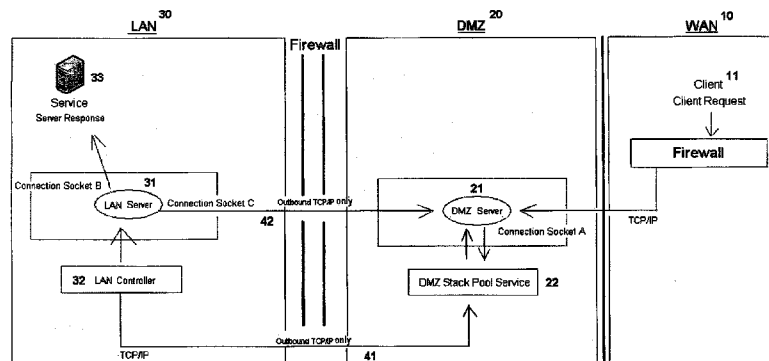 LAN 30
Firewall
DMZ 20
WAN 10
33
Service
Server Response
Client 11
Client Request
Firewall
Connection Socket B
31
LAN Server
Connection Socket C
42
Outbound TCP/IP only
21
DMZ Server
Connection Socket A
TCP/IP
32 LAN Controller
DMZ Stack Pool Service 22
TCP/IP
Outbound TCP/IP only
41